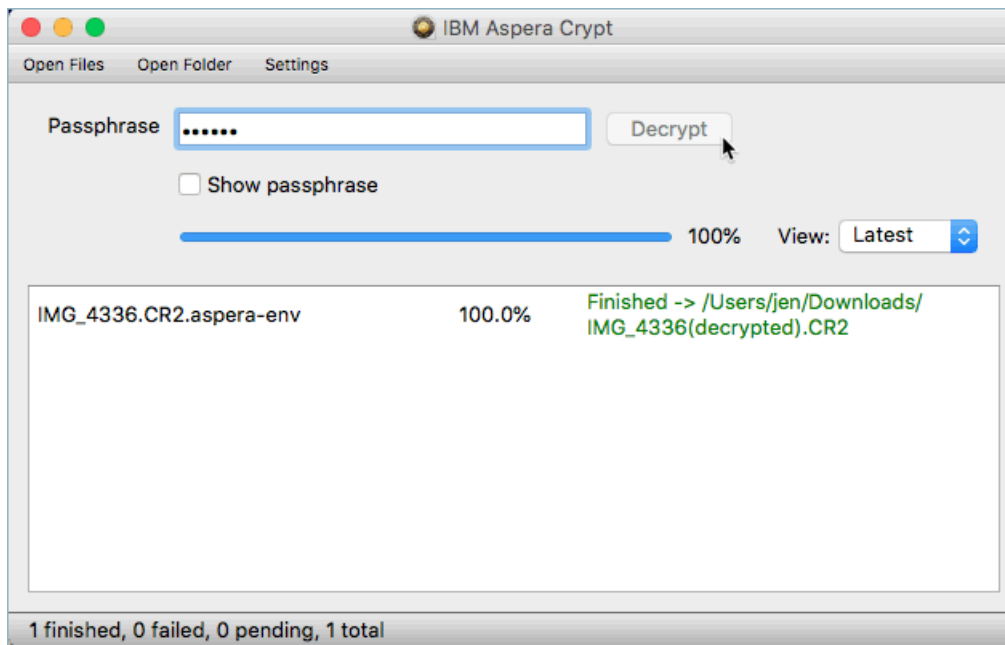 IBM Aspera Crypt
Open Files Open Folder Settings
Passphrase •••••• Decrypt
Show passphrase
100% View: Latest
IMG_4336.CR2.aspera-env 100.0% Finished -> /Users/jen/Downloads/
IMG_4336(decrypted).CR2
1 finished, 0 failed, 0 pending, 1 total